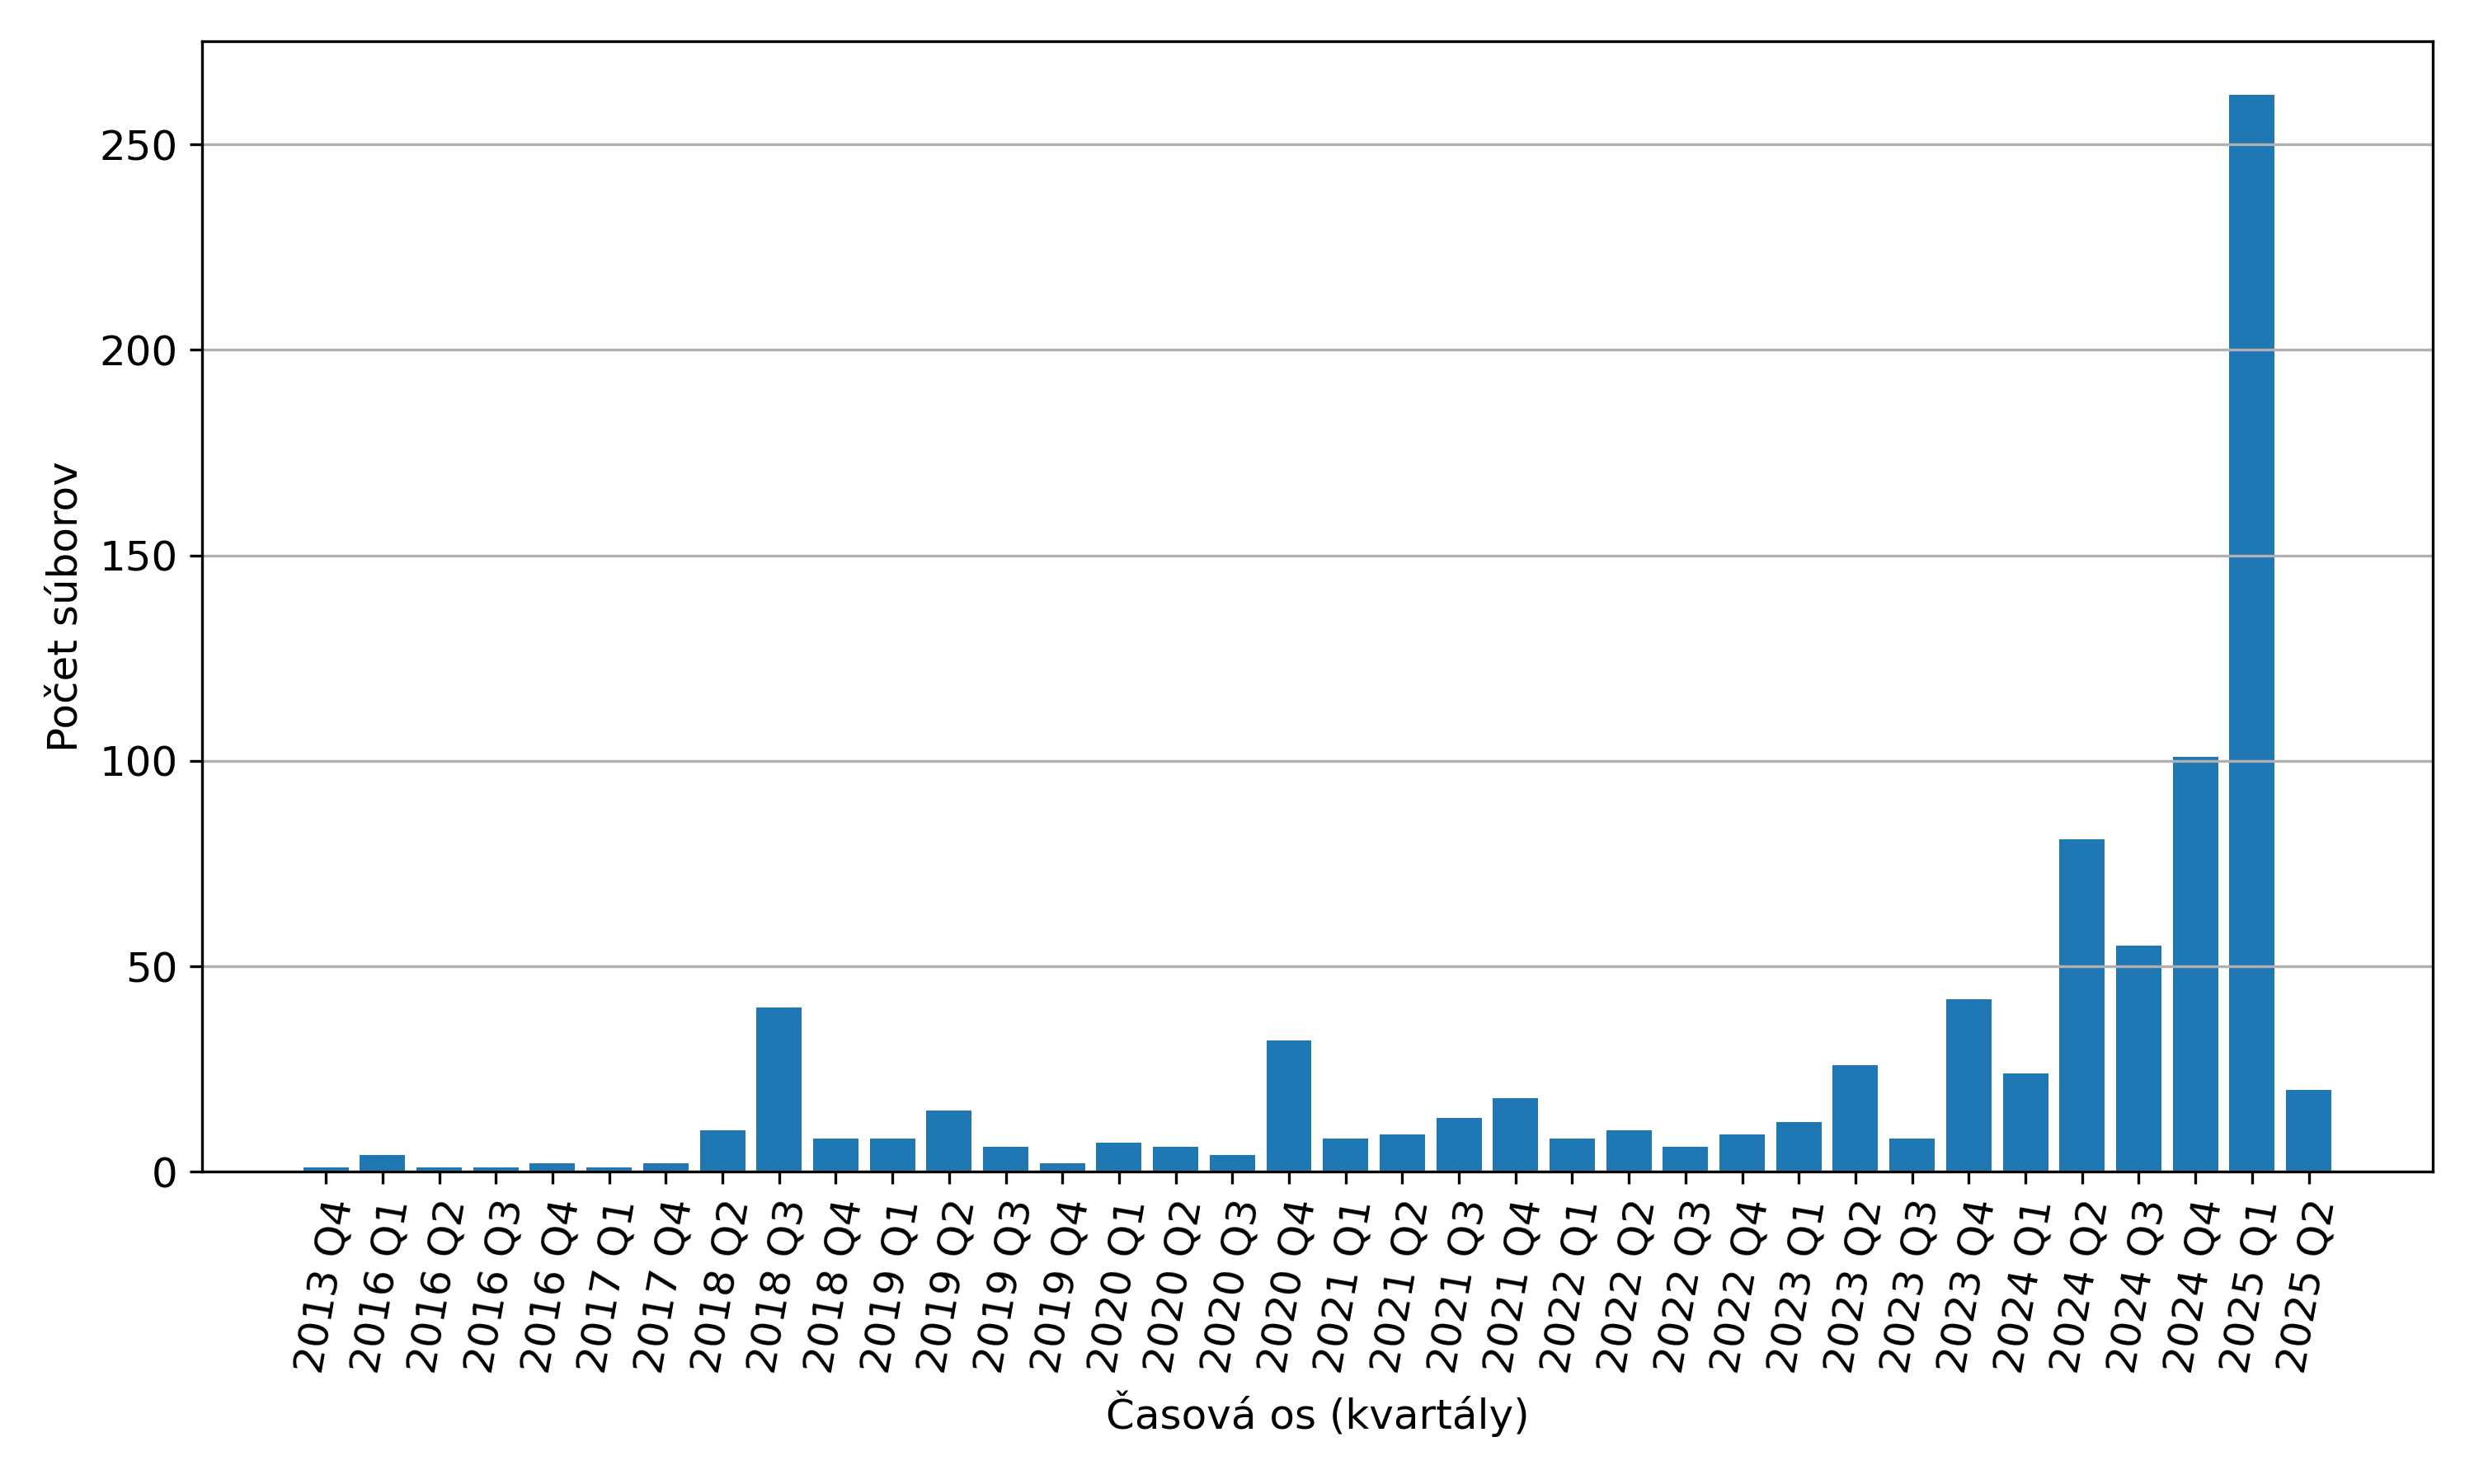 Počet súborov
250
200
150
100
50
0
2013 Q4
2016 Q1
2016 Q2
2016 Q3
2016 Q4
2017 Q1
2017 Q4
2018 Q2
2018 Q3
2018 Q4
2019 Q1
2019 Q2
2019 Q3
2019 Q4
2020 Q1
2020 Q2
2020 Q3
2020 Q4
2021 Q1
2021 Q2
2021 Q3
2021 Q4
2022 Q1
2022 Q2
2022 Q3
2022 Q4
2023 Q1
2023 Q2
2023 Q3
2023 Q4
2024 Q1
2024 Q2
2024 Q3
2024 Q4
2025 Q1
2025 Q2
Časová os (kvartály)